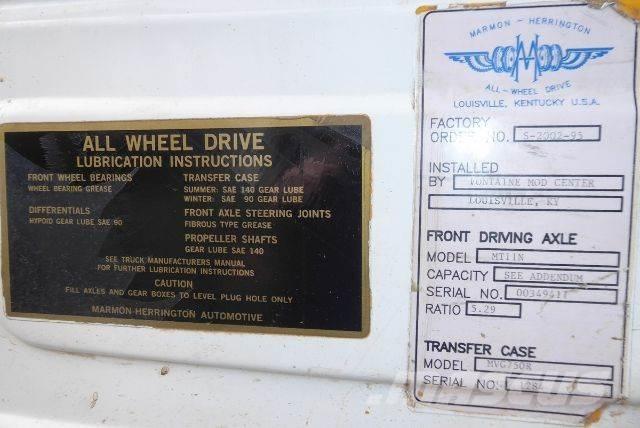 ALL WHEEL DRIVE
LUBRICATION INSTRUCTIONS
FRONT WHEEL BEARINGS
WHEEL BEARING GREASE
DIFFERENTIALS
HYPOID GEAR LUBE SAE 90
TRANSFER CASE
SUMMER: SAE 140 GEAR LUBE
WINTER: SAE 90 GEAR LUBE
FRONT AXLE STEERING JOINTS
FIBROUS TYPE GREASE
PROPELLER SHAFTS
GEAR LUBE SAE 140
SEE TRUCK MANUFACTURERS MANUAL
FOR FURTHER LUBRICATION INSTRUCTIONS
CAUTION
FILL AXLES AND GEAR BOXES TO LEVEL PLUG HOLE ONLY
MARMON-HERRINGTON AUTOMOTIVE
MARMON - HERRINGTON
ALL - WHEEL DRIVE
LOUISVILLE, KENTUCKY U.S.A.
FACTORY
ORDER NO. S-2002-95
INSTALLED
BY FONTAINE MOD CENTER
LOUISVILLE, KY
FRONT DRIVING AXLE
MODEL MT11N
CAPACITY SEE ADDENDUM
SERIAL NO.
RATIO 5.29
TRANSFER CASE
MODEL MVG750R
SERIAL NO.
MASCUS